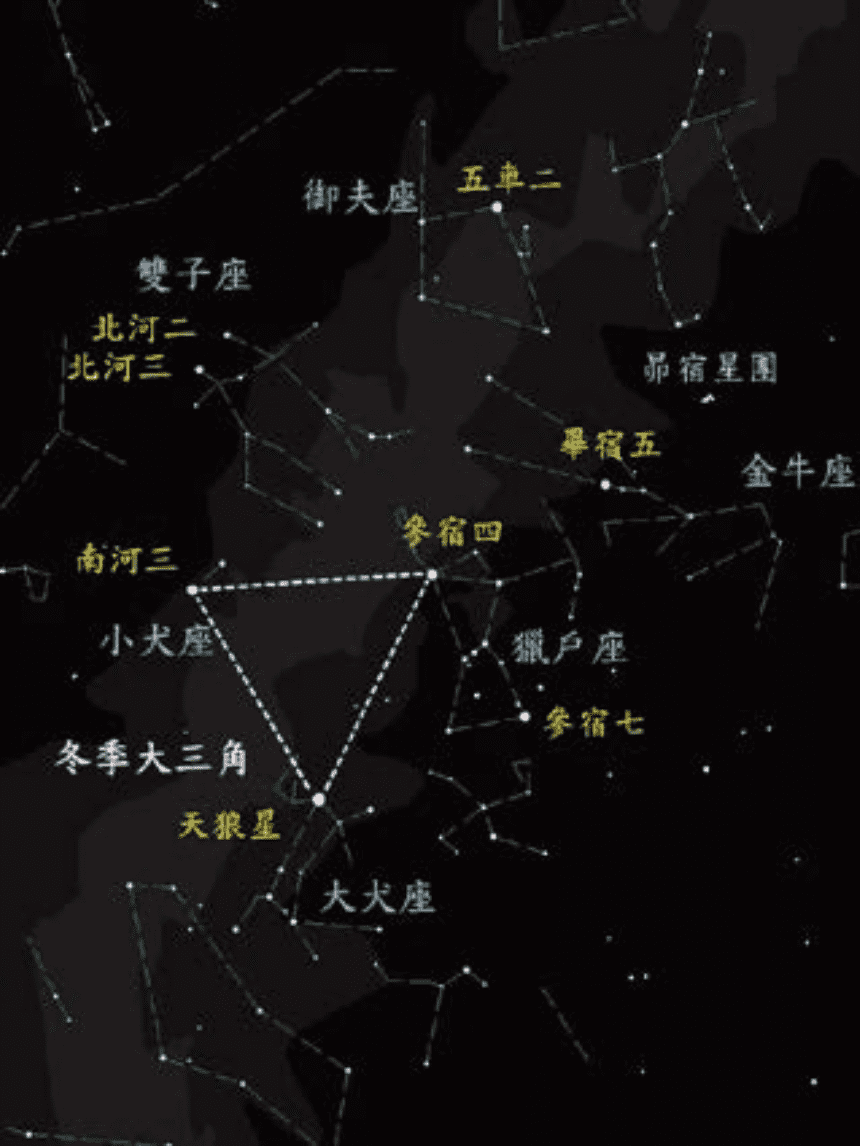 五車二
御夫座
雙子座
北河二
北河三
昴宿星團
畢宿五
金牛座
參宿四
南河三
小犬座
獵戶座
參宿七
冬季大三角
天狼星
大犬座